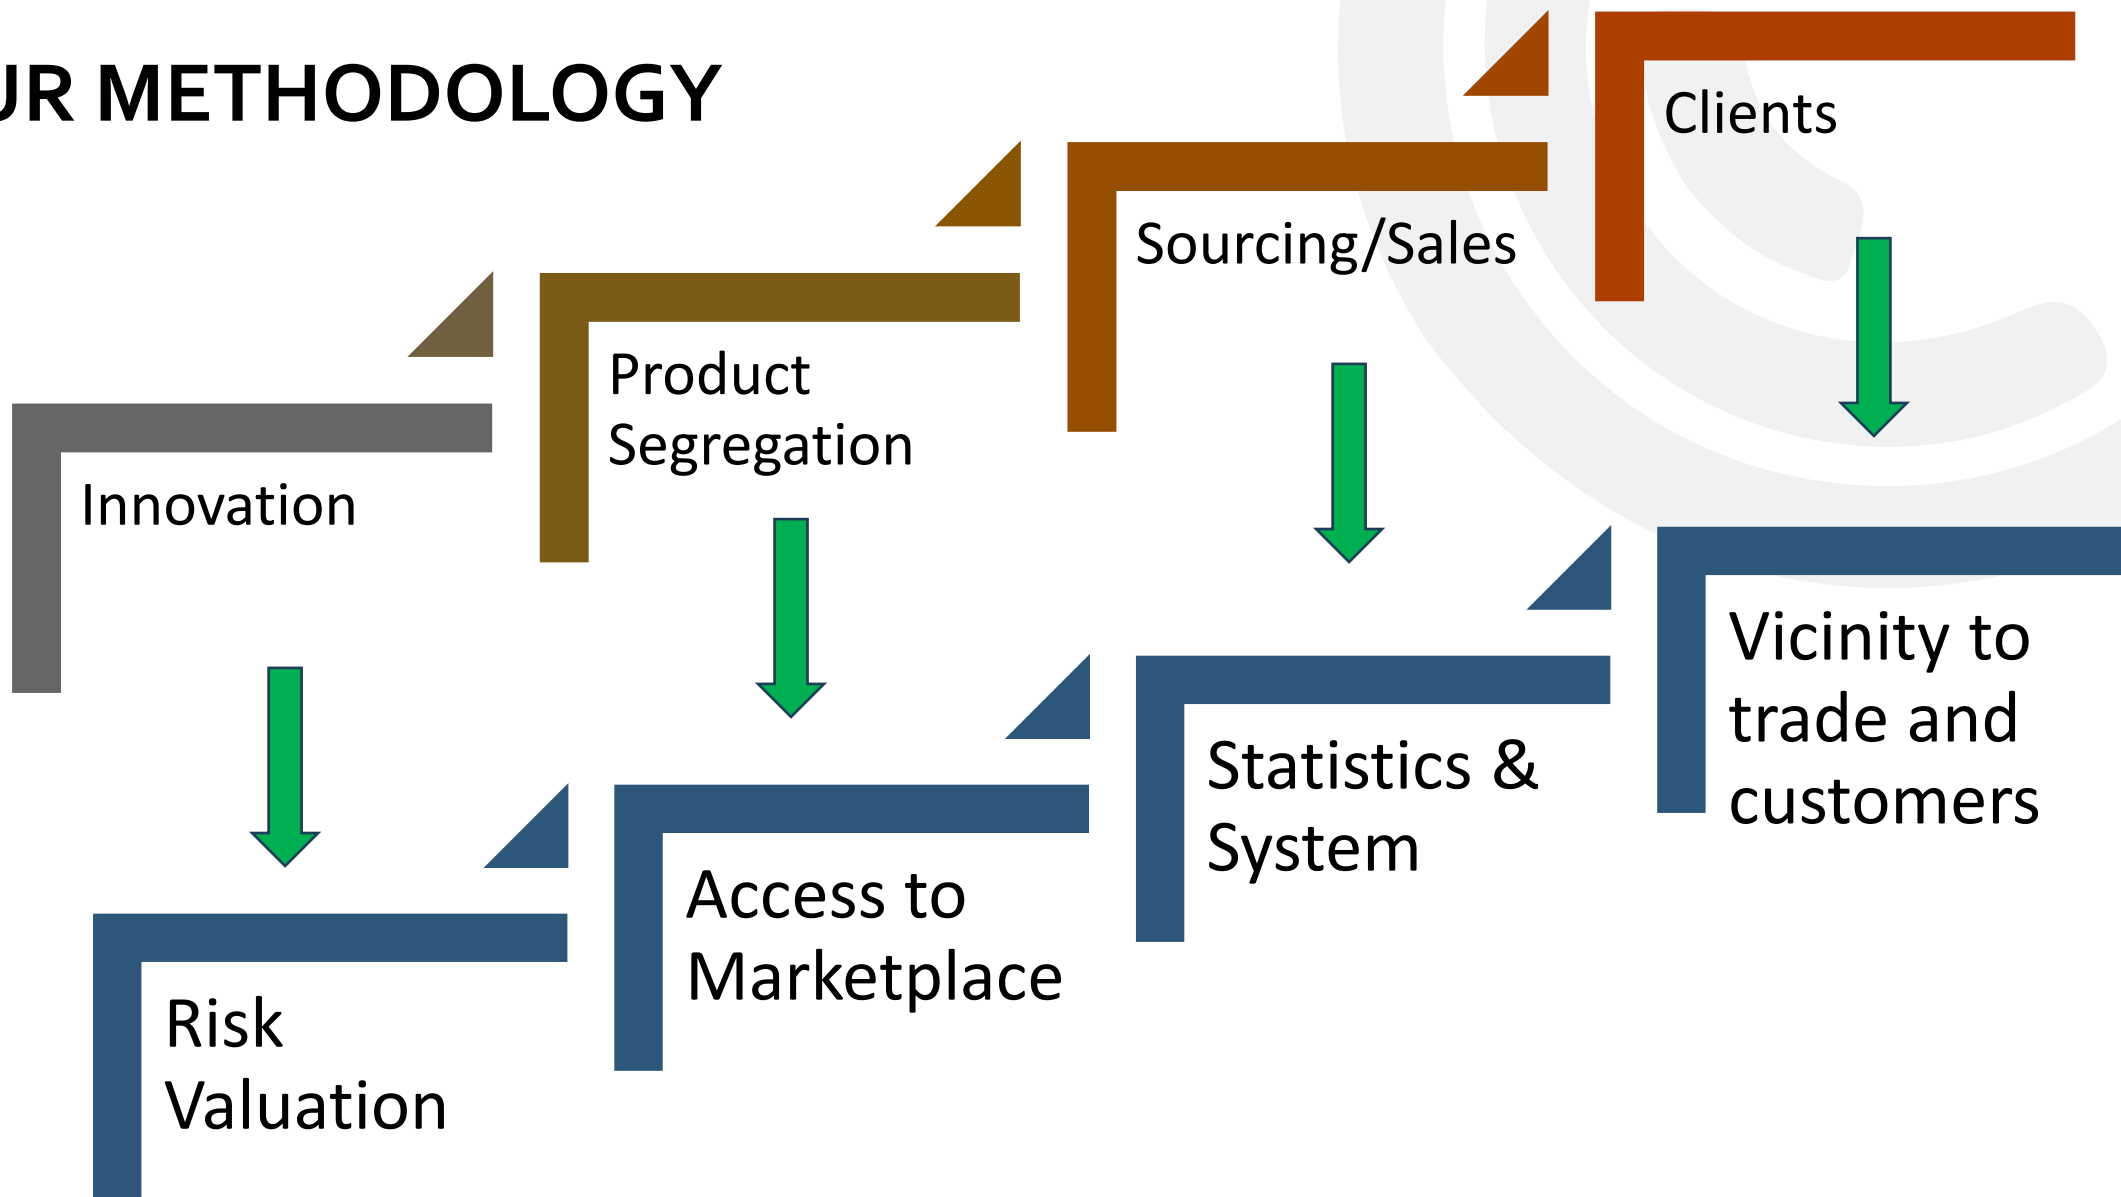 UR METHODOLOGY
Clients
Sourcing/Sales
Product
Segregation
Innovation
Vicinity to
trade and
customers
Statistics &
System
Access to
Marketplace
Risk
Valuation